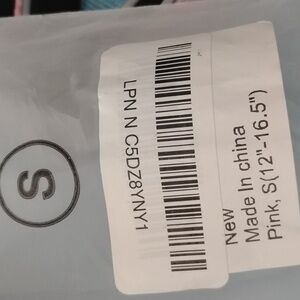 S
LPN N C5DZ8YNY1
New
Made In china
Pink, S(12"-16.5")